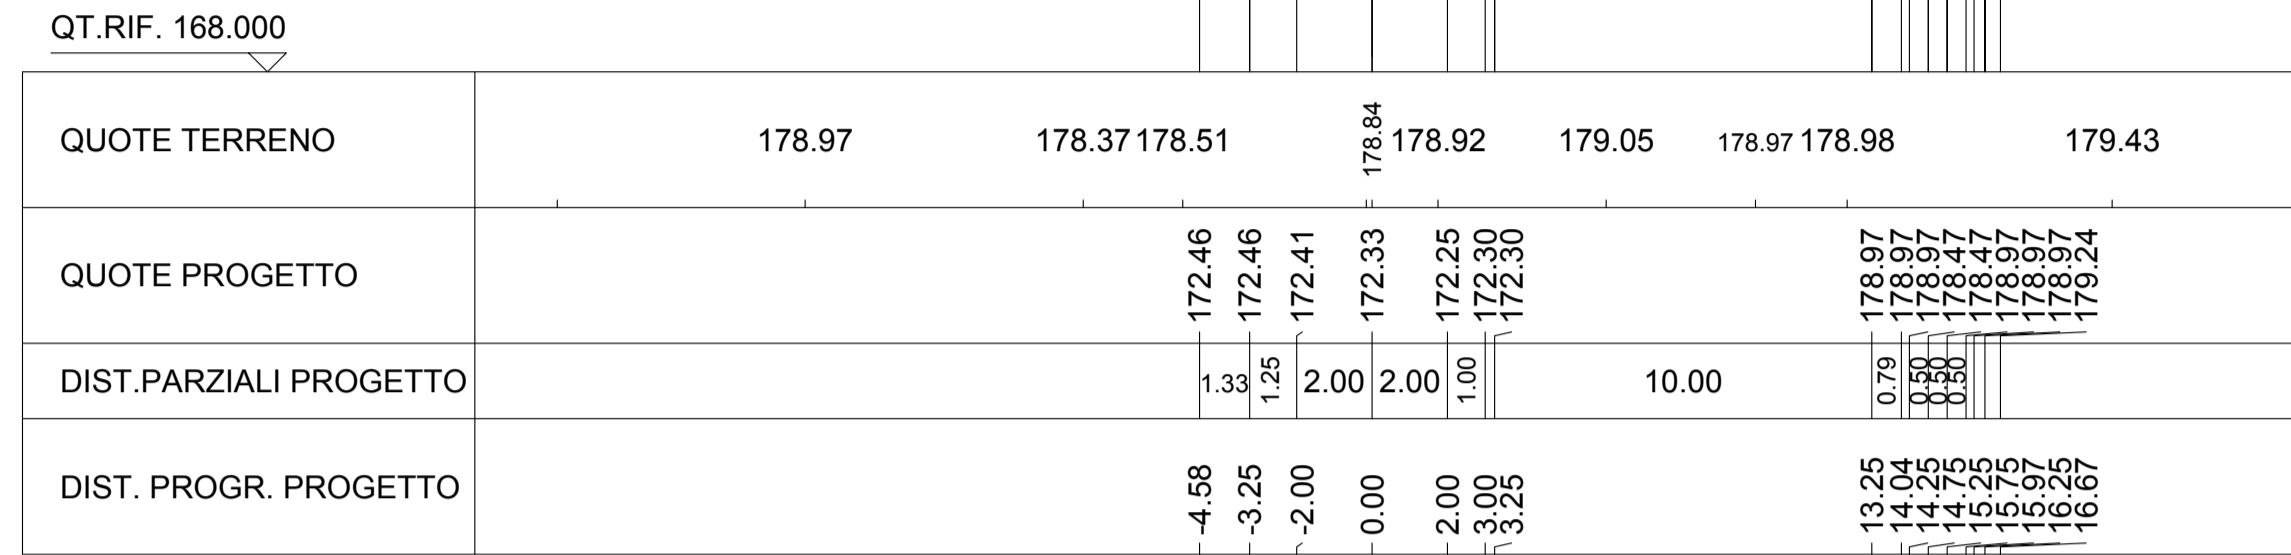 QT.RIF. 168.000
QUOTE TERRENO 178.97 178.37 178.51 178.84 178.92 179.05 178.97 178.98 179.43
QUOTE PROGETTO 172.46 172.46 172.41 172.33 172.25 172.30 172.30 178.97 178.97 178.97 178.47 178.47 178.97 178.97 178.97 179.24
DIST.PARZIALI PROGETTO 1.33 1.25 2.00 2.00 1.00 10.00 0.79 0.50 0.50 0.50
DIST. PROGR. PROGETTO -4.58 -3.25 -2.00 0.00 2.00 3.00 3.25 13.25 14.04 14.25 14.75 15.25 15.75 15.97 16.25 16.67